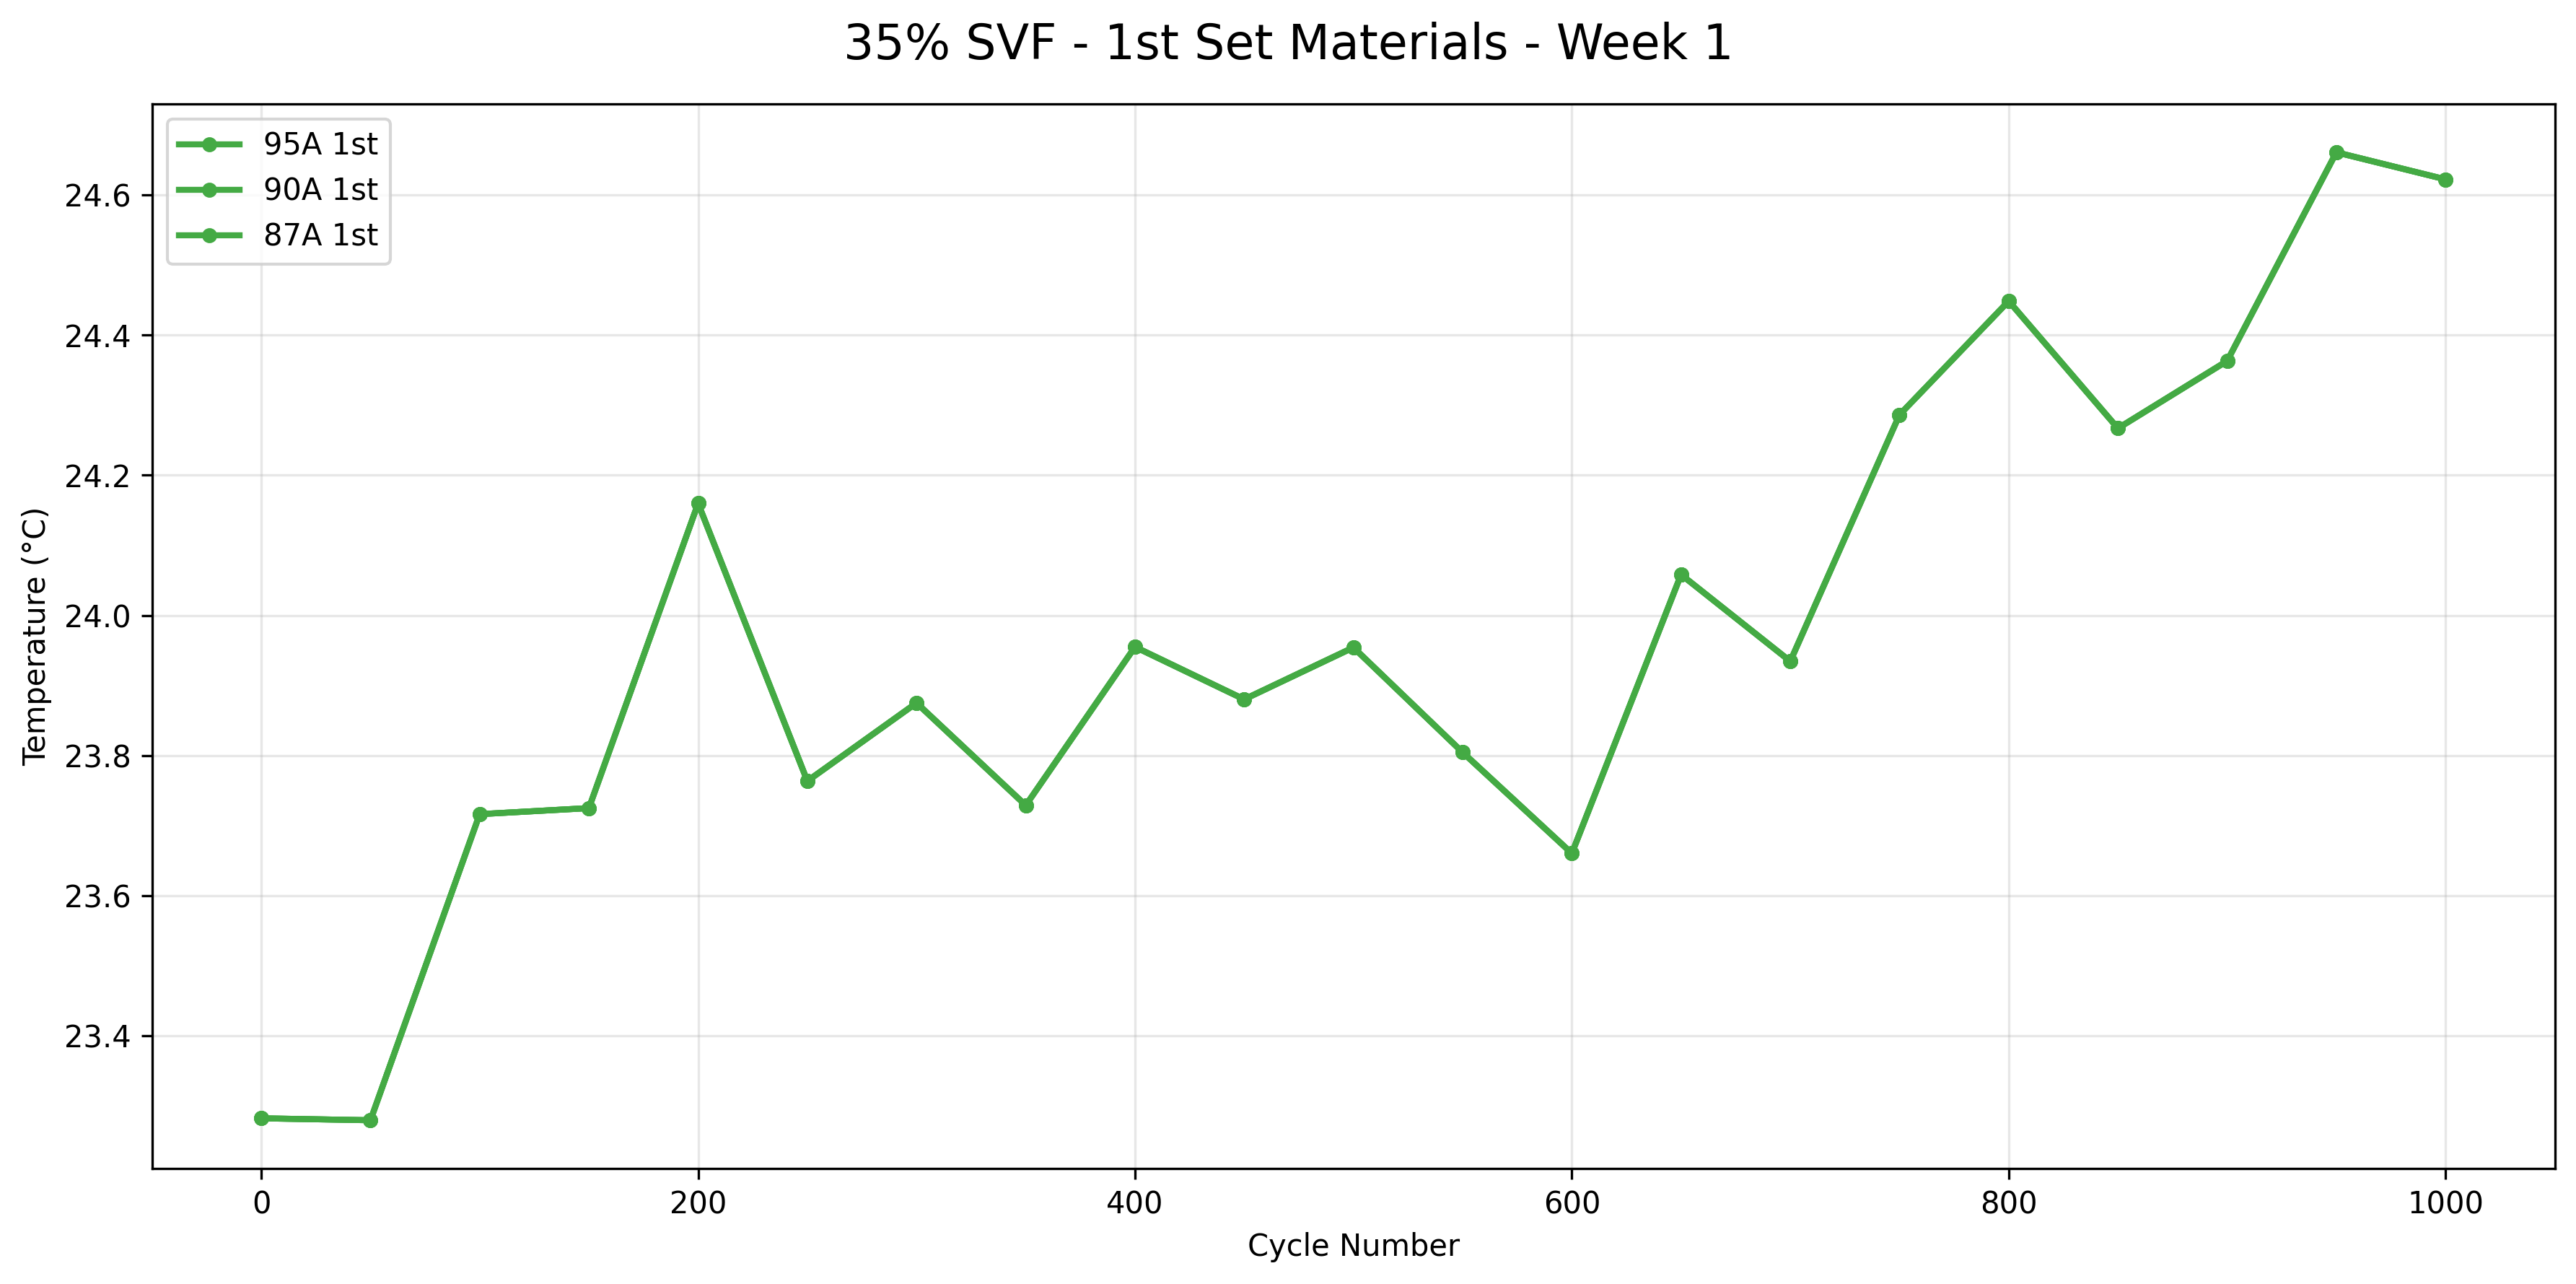 35% SVF - 1st Set Materials - Week 1
95A 1st
90A 1st
87A 1st
24.6
24.4
24.2
24.0
23.8
23.6
23.4
Temperature (°C)
0 200 400 600 800 1000
Cycle Number